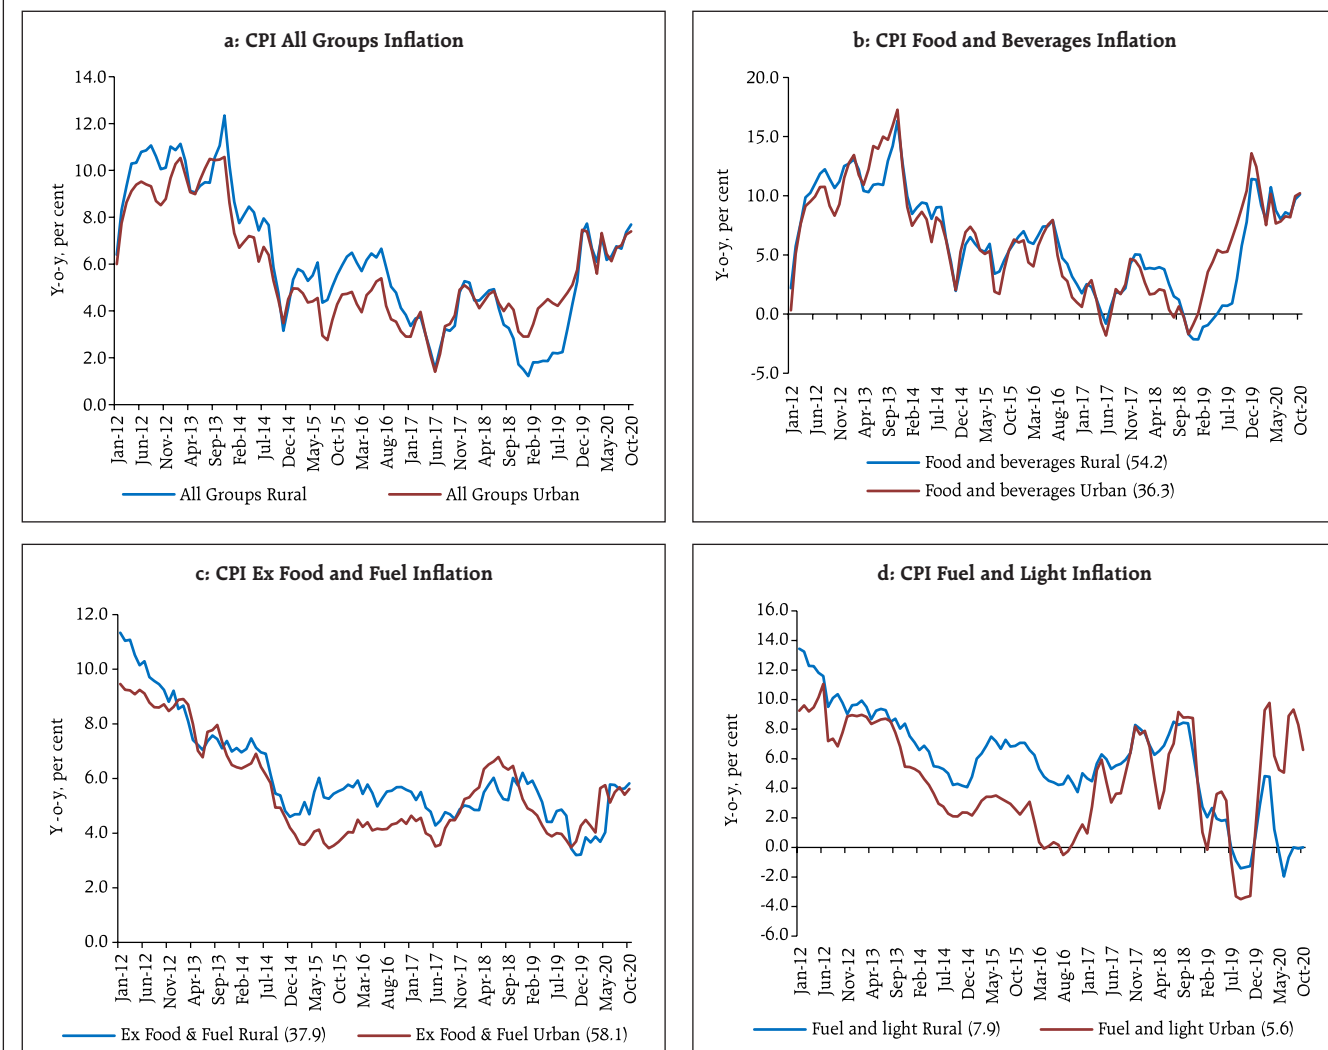 a: CPI All Groups Inflation
Y-o-y, per cent
14.0
12.0
10.0
8.0
6.0
4.0
2.0
0.0
Jan-12
Jun-12
Nov-12
Apr-13
Sep-13
Feb-14
Jul-14
Dec-14
May-15
Oct-15
Mar-16
Aug-16
Jan-17
Jun-17
Nov-17
Apr-18
Sep-18
Feb-19
Jul-19
Dec-19
May-20
Oct-20
All Groups Rural
All Groups Urban
b: CPI Food and Beverages Inflation
Y-o-y, per cent
20.0
15.0
10.0
5.0
0.0
-5.0
Jan-12
Jun-12
Nov-12
Apr-13
Sep-13
Feb-14
Jul-14
Dec-14
May-15
Oct-15
Mar-16
Aug-16
Jan-17
Jun-17
Nov-17
Apr-18
Sep-18
Feb-19
Jul-19
Dec-19
May-20
Oct-20
Food and beverages Rural (54.2)
Food and beverages Urban (36.3)
c: CPI Ex Food and Fuel Inflation
Y -o-y, per cent
12.0
10.0
8.0
6.0
4.0
2.0
0.0
Jan-12
Jun-12
Nov-12
Apr-13
Sep-13
Feb-14
Jul-14
Dec-14
May-15
Oct-15
Mar-16
Aug-16
Jan-17
Jun-17
Nov-17
Apr-18
Sep-18
Feb-19
Jul-19
Dec-19
May-20
Oct-20
Ex Food & Fuel Rural (37.9)
Ex Food & Fuel Urban (58.1)
d: CPI Fuel and Light Inflation
Y-o-y, per cent
16.0
14.0
12.0
10.0
8.0
6.0
4.0
2.0
0.0
-2.0
-4.0
-6.0
Jan-12
Jun-12
Nov-12
Apr-13
Sep-13
Feb-14
Jul-14
Dec-14
May-15
Oct-15
Mar-16
Aug-16
Jan-17
Jun-17
Nov-17
Apr-18
Sep-18
Feb-19
Jul-19
Dec-19
May-20
Oct-20
Fuel and light Rural (7.9)
Fuel and light Urban (5.6)